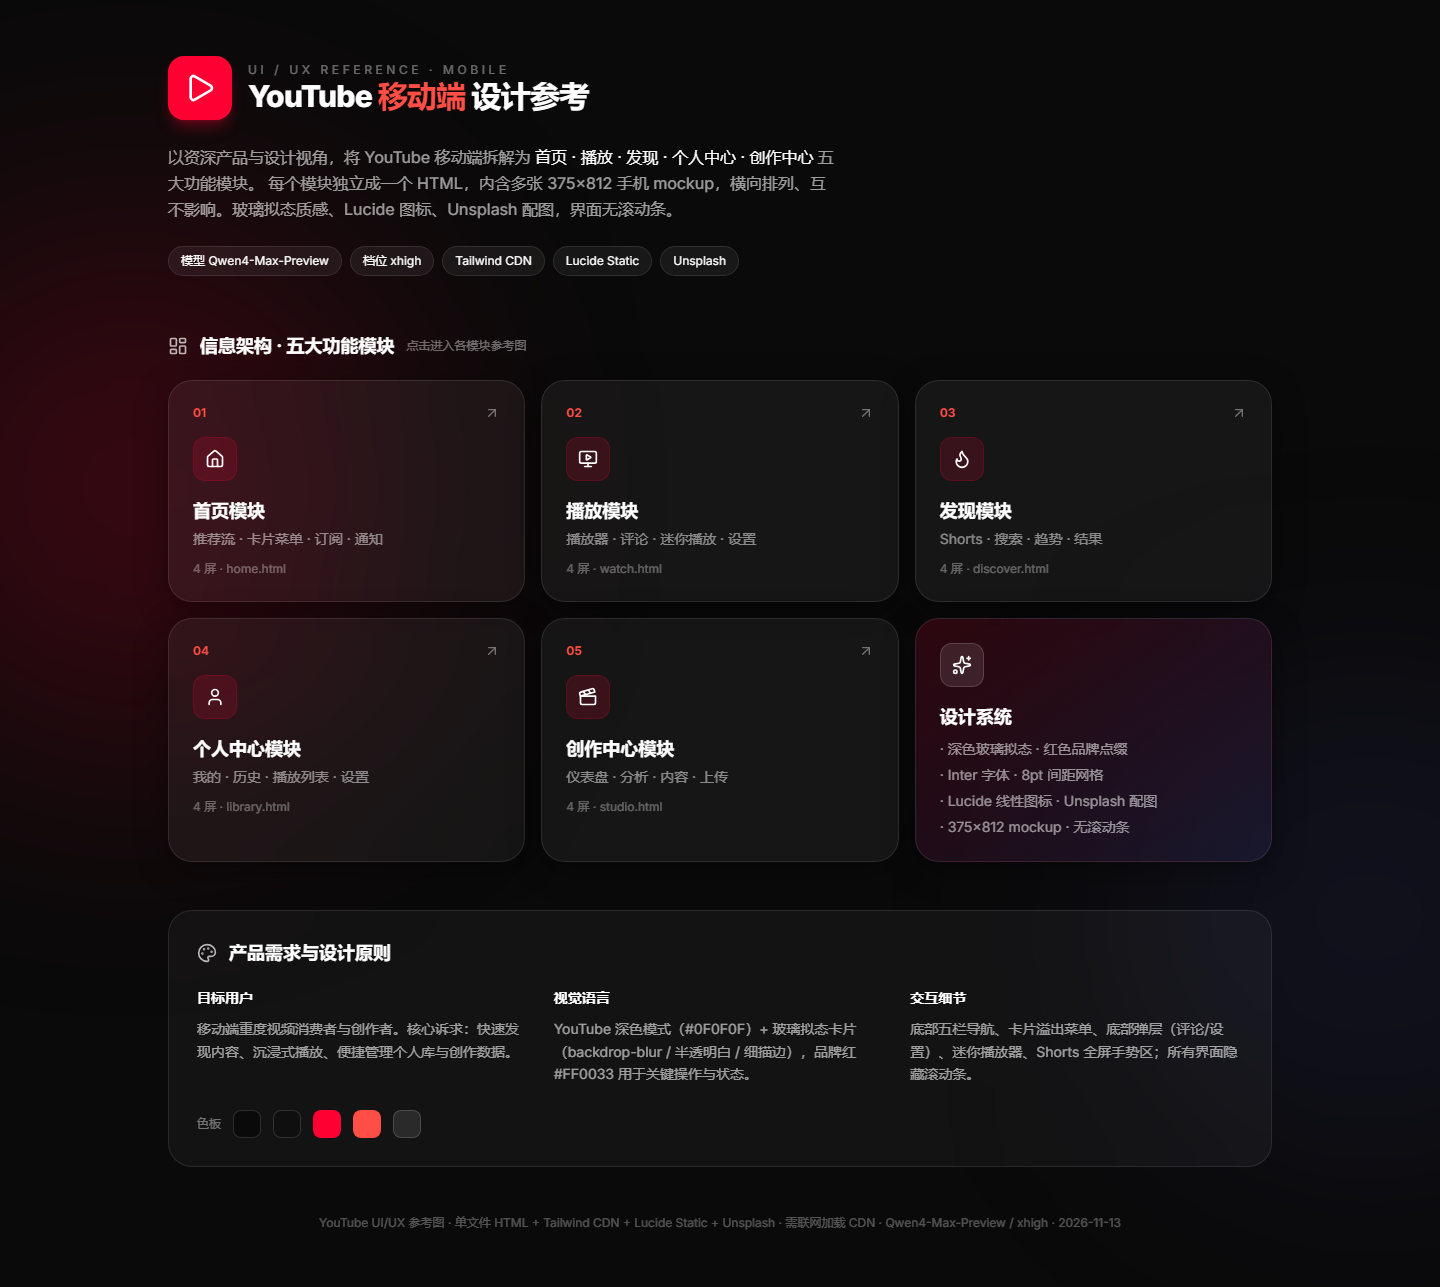 UI / UX REFERENCE · MOBILE
YouTube 移动端 设计参考
以资深产品与设计视角，将 YouTube 移动端拆解为 首页 · 播放 · 发现 · 个人中心 · 创作中心 五
大功能模块。 每个模块独立成一个 HTML，内含多张 375×812 手机 mockup，横向排列、互
不影响。玻璃拟态质感、Lucide 图标、Unsplash 配图，界面无滚动条。
模型 Qwen4-Max-Preview
档位 xhigh
Tailwind CDN
Lucide Static
Unsplash
信息架构 · 五大功能模块 点击进入各模块参考图
01
首页模块
推荐流 · 卡片菜单 · 订阅 · 通知
4 屏 · home.html
02
播放模块
播放器 · 评论 · 迷你播放 · 设置
4 屏 · watch.html
03
发现模块
Shorts · 搜索 · 趋势 · 结果
4 屏 · discover.html
04
个人中心模块
我的 · 历史 · 播放列表 · 设置
4 屏 · library.html
05
创作中心模块
仪表盘 · 分析 · 内容 · 上传
4 屏 · studio.html
设计系统
· 深色玻璃拟态 · 红色品牌点缀
· Inter 字体 · 8pt 间距网格
· Lucide 线性图标 · Unsplash 配图
· 375×812 mockup · 无滚动条
产品需求与设计原则
目标用户
移动端重度视频消费者与创作者。核心诉求：快速发
现内容、沉浸式播放、便捷管理个人库与创作数据。
视觉语言
YouTube 深色模式（#0F0F0F）+ 玻璃拟态卡片
（backdrop-blur / 半透明白 / 细描边），品牌红
#FF0033 用于关键操作与状态。
交互细节
底部五栏导航、卡片溢出菜单、底部弹层（评论/设
置）、迷你播放器、Shorts 全屏手势区；所有界面隐
藏滚动条。
色板
YouTube UI/UX 参考图 · 单文件 HTML + Tailwind CDN + Lucide Static + Unsplash · 需联网加载 CDN · Qwen4-Max-Preview / xhigh · 2026-11-13